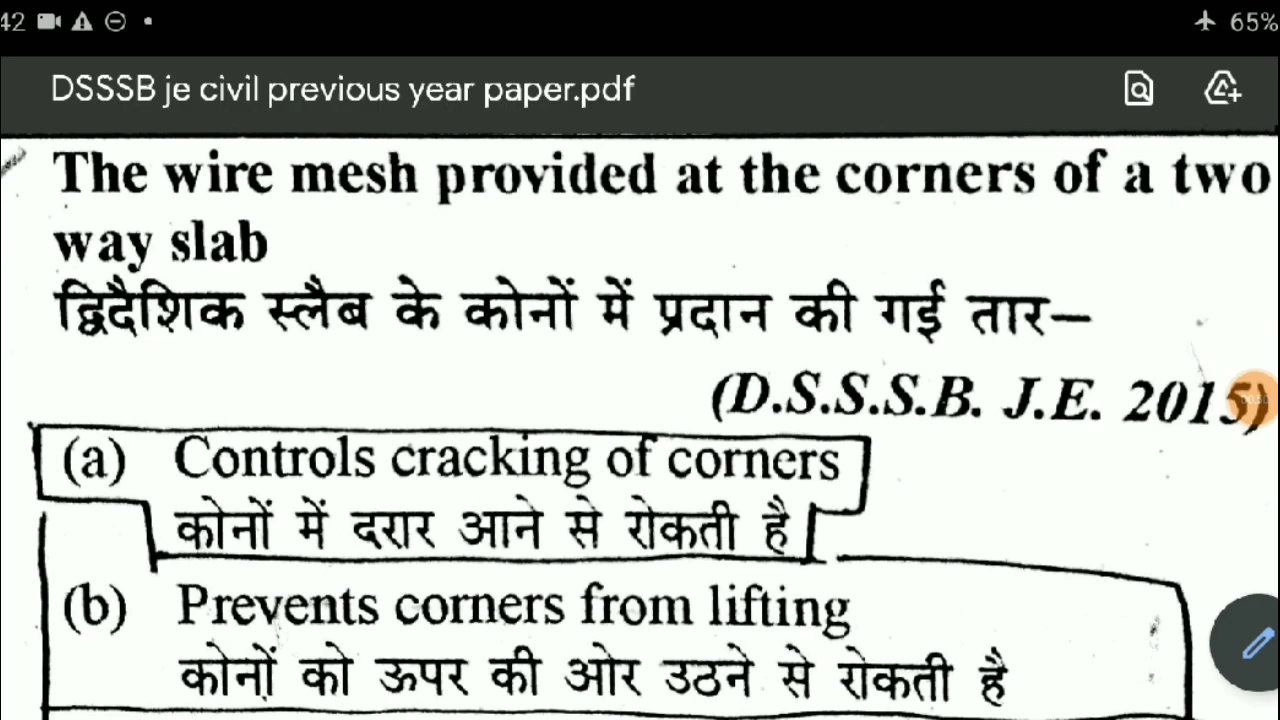 42
65%
DSSSB je civil previous year paper.pdf
The wire mesh provided at the corners of a two
way slab
द्विदैशिक स्लैब के कोनों में प्रदान की गई तार–
(D.S.S.S.B. J.E. 2015)
(a) Controls cracking of corners
कोनों में दरार आने से रोकती है
(b) Prevents corners from lifting
कोनों को ऊपर की ओर उठने से रोकती है